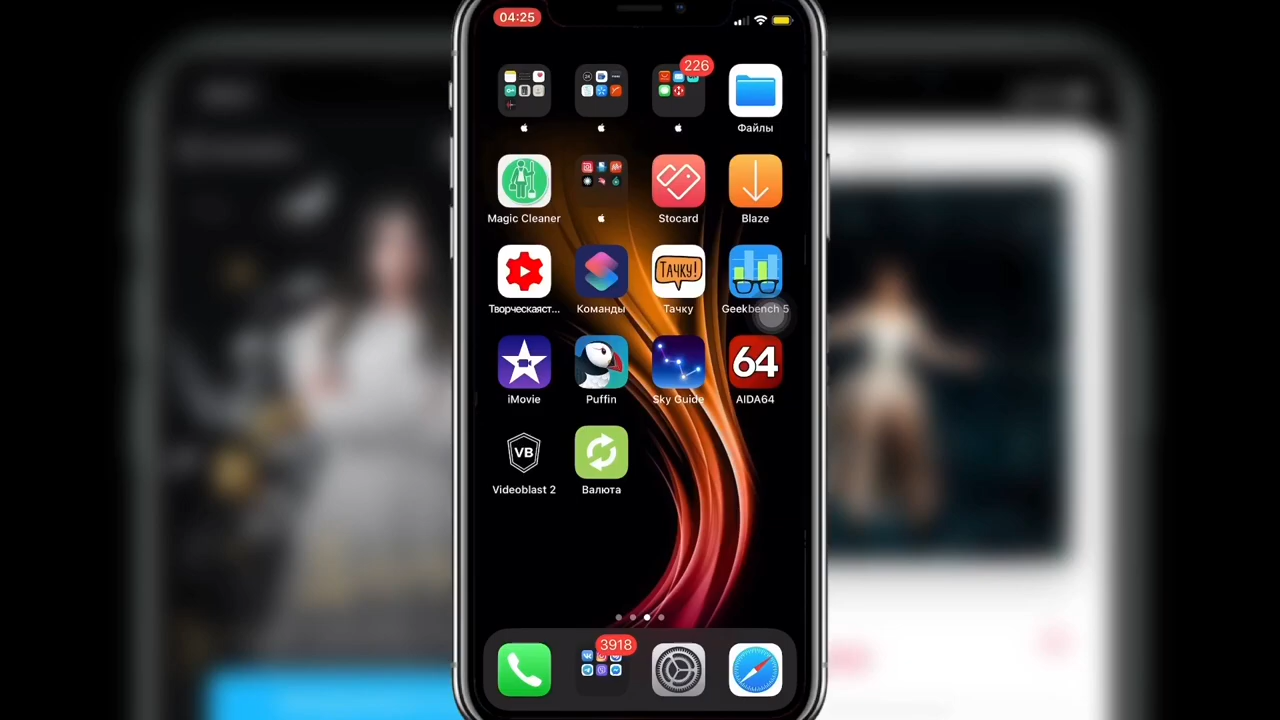 04:25
226
Файлы
Magic Cleaner
Stocard
Blaze
ТАЧКУ!
Творческаяст...
Команды
Тачку
Geekbench 5
64
iMovie
Puffin
Sky Guide
AIDA64
VB
Videoblast 2
Валюта
3918